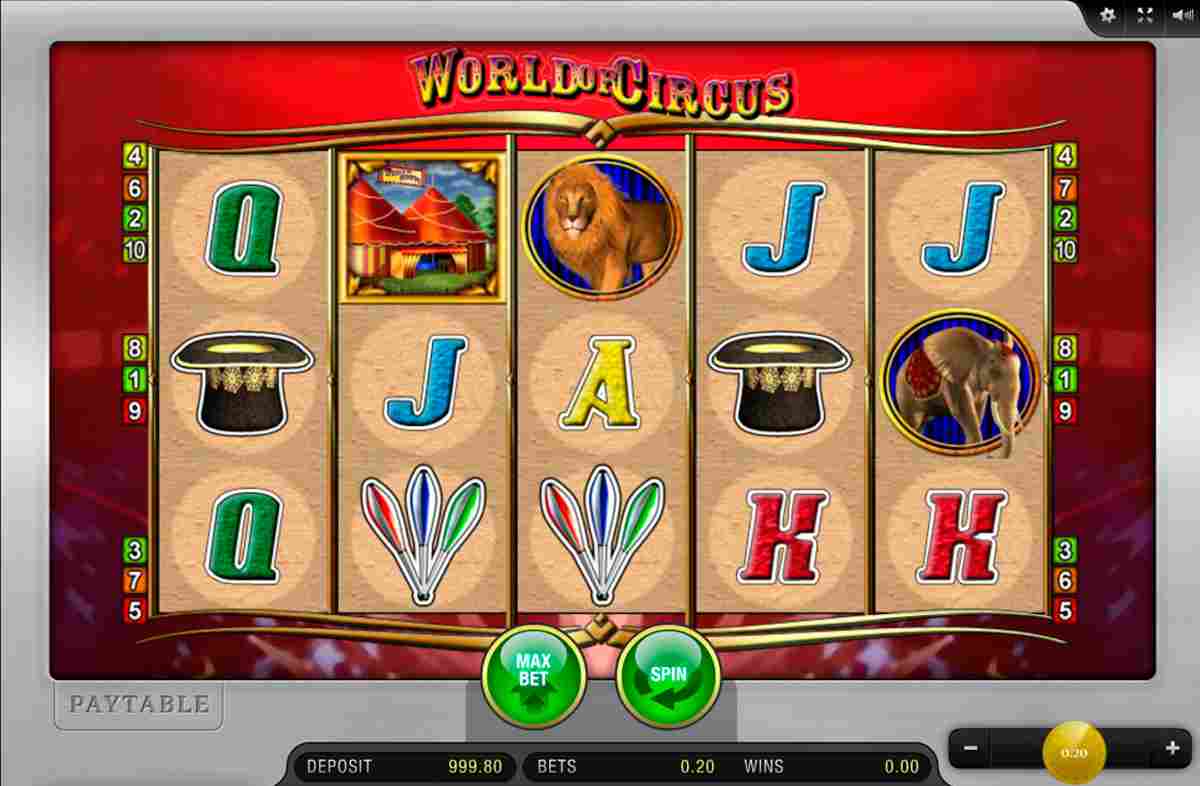 WORLD OF CIRCUS
4 4
6 7
2 2
10 10
Q J J
8 8
1 J A 1
9 9
3 3
7 Q K K 6
5 5
MAX BET SPIN
PAYTABLE
DEPOSIT 999.80 BETS 0.20 WINS 0.00
- 0.20 +